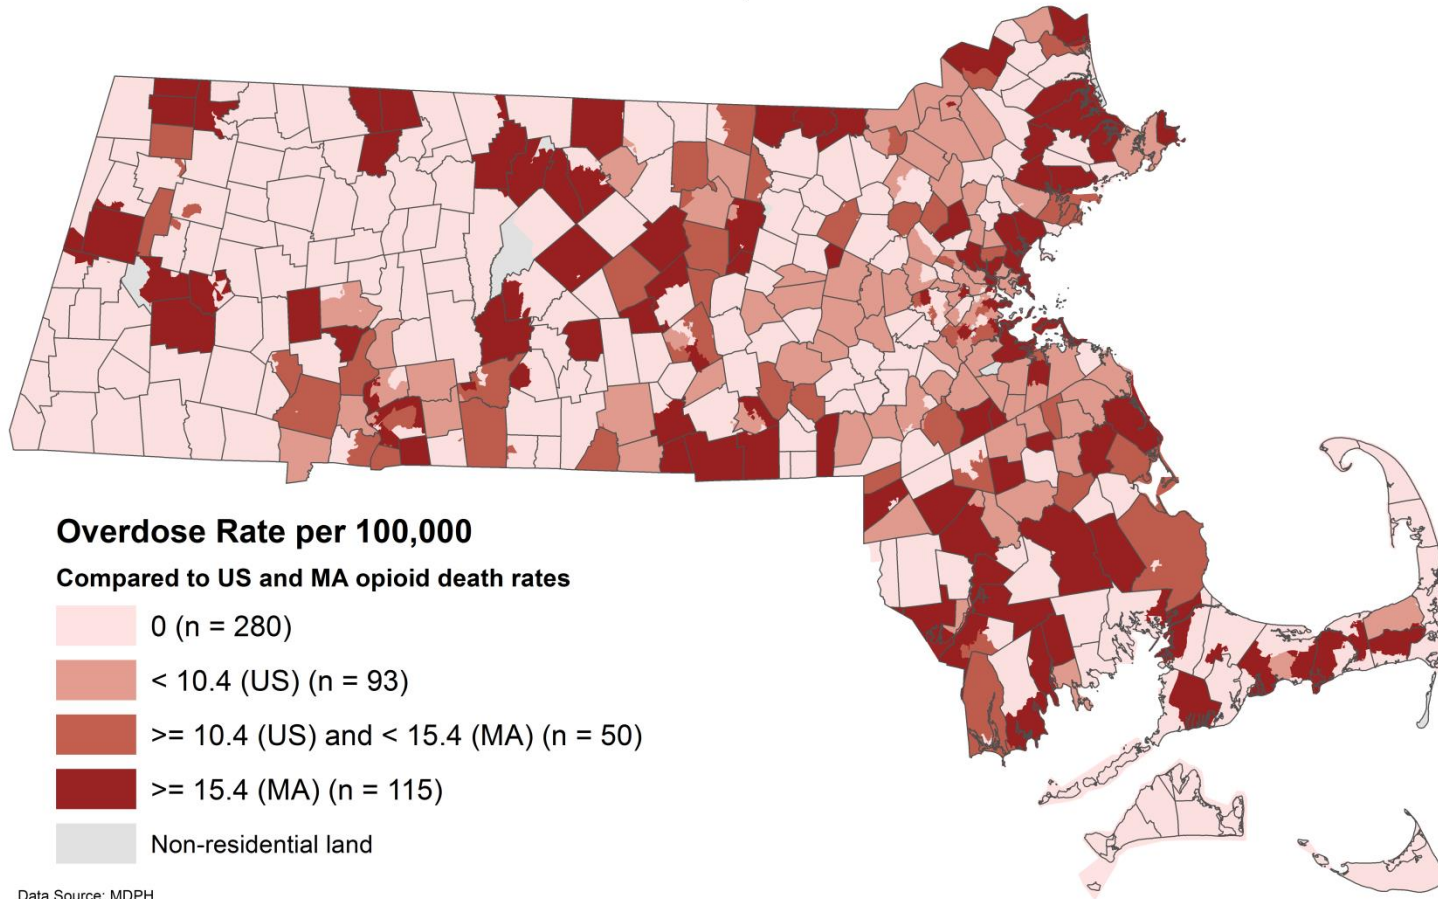 Overdose Rate per 100,000
Compared to US and MA opioid death rates
0 (n = 280)
< 10.4 (US) (n = 93)
>= 10.4 (US) and < 15.4 (MA) (n = 50)
>= 15.4 (MA) (n = 115)
Non-residential land
Data Source: MDPH